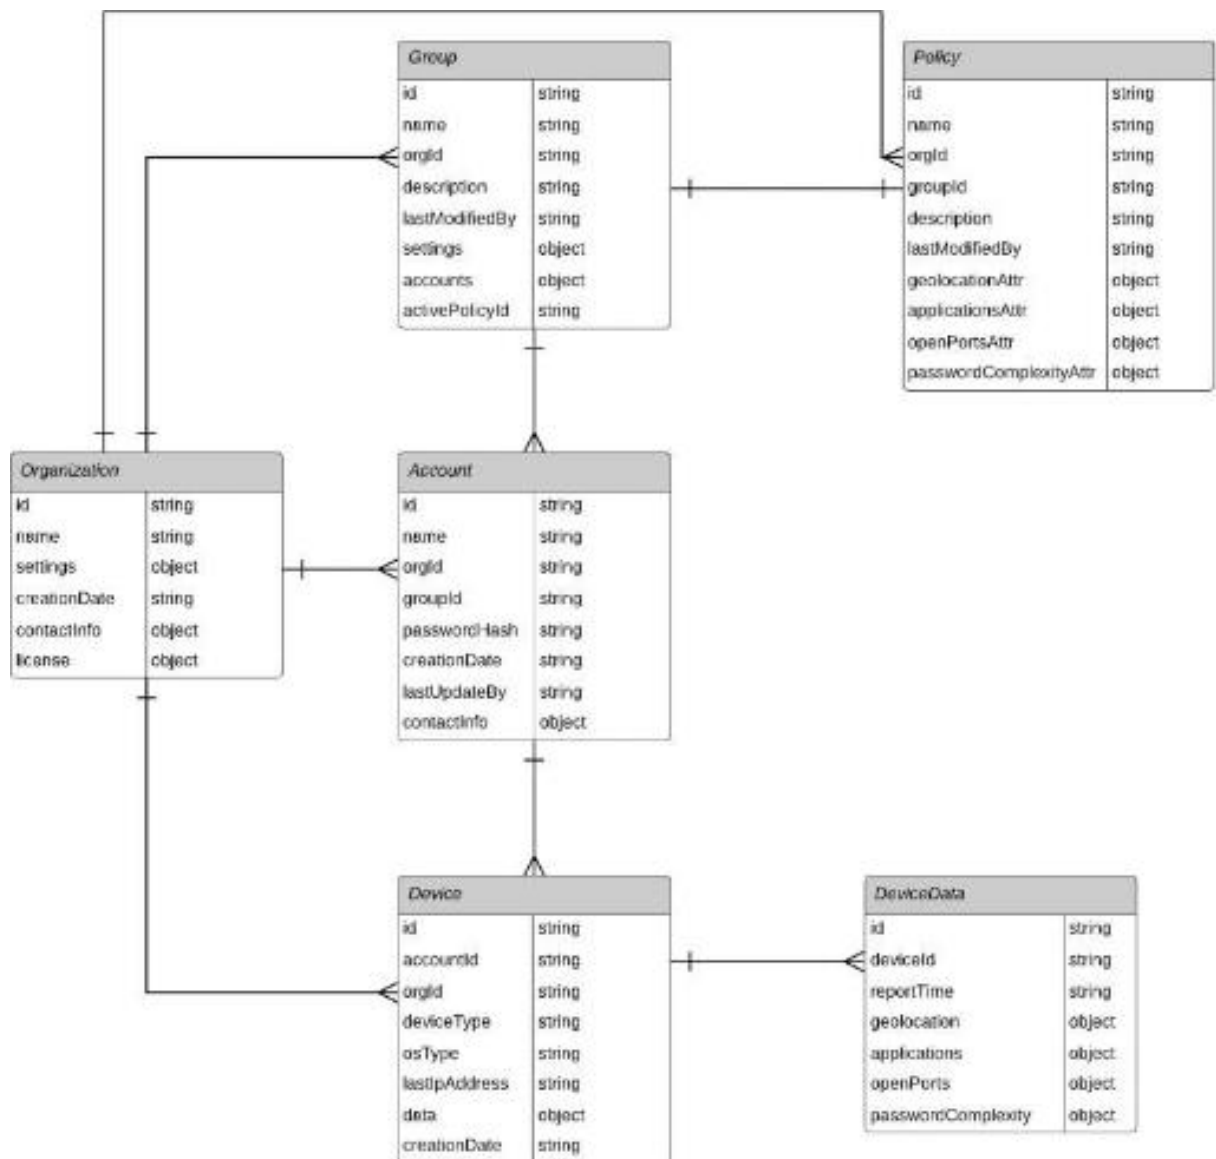 Group
id string
name string
orgId string
description string
lastModifiedBy string
settings object
accounts object
activePolicyId string
Policy
id string
name string
orgId string
groupId string
description string
lastModifiedBy string
geolocationAttr object
applicationsAttr object
openPortsAttr object
passwordComplexityAttr object
Organization
id string
name string
settings object
creationDate string
contactInfo object
license object
Account
id string
name string
orgId string
groupId string
passwordHash string
creationDate string
lastUpdateBy string
contactInfo object
Device
id string
accountId string
orgId string
deviceType string
osType string
lastIpAddress string
data object
creationDate string
DeviceData
id string
deviceId string
reportTime string
geolocation object
applications object
openPorts object
passwordComplexity object